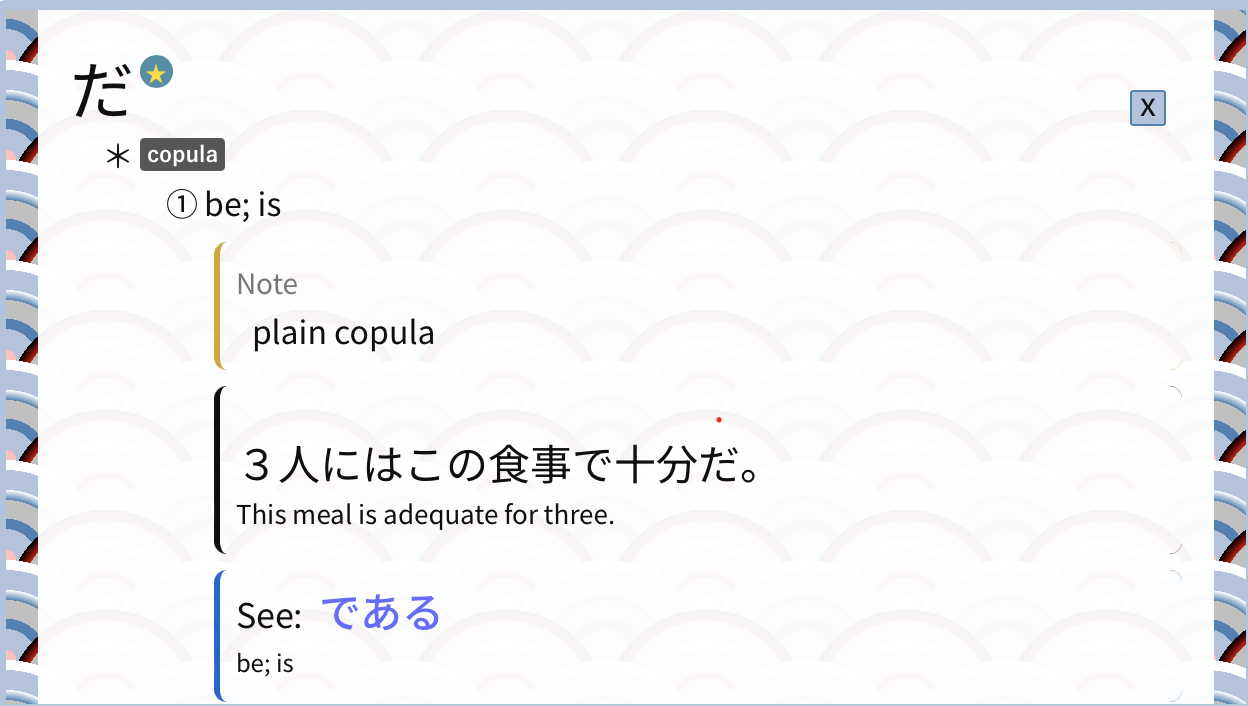 だ
X
＊ copula
① be; is
Note
plain copula
３人にはこの食事で十分だ。
This meal is adequate for three.
See: である
be; is